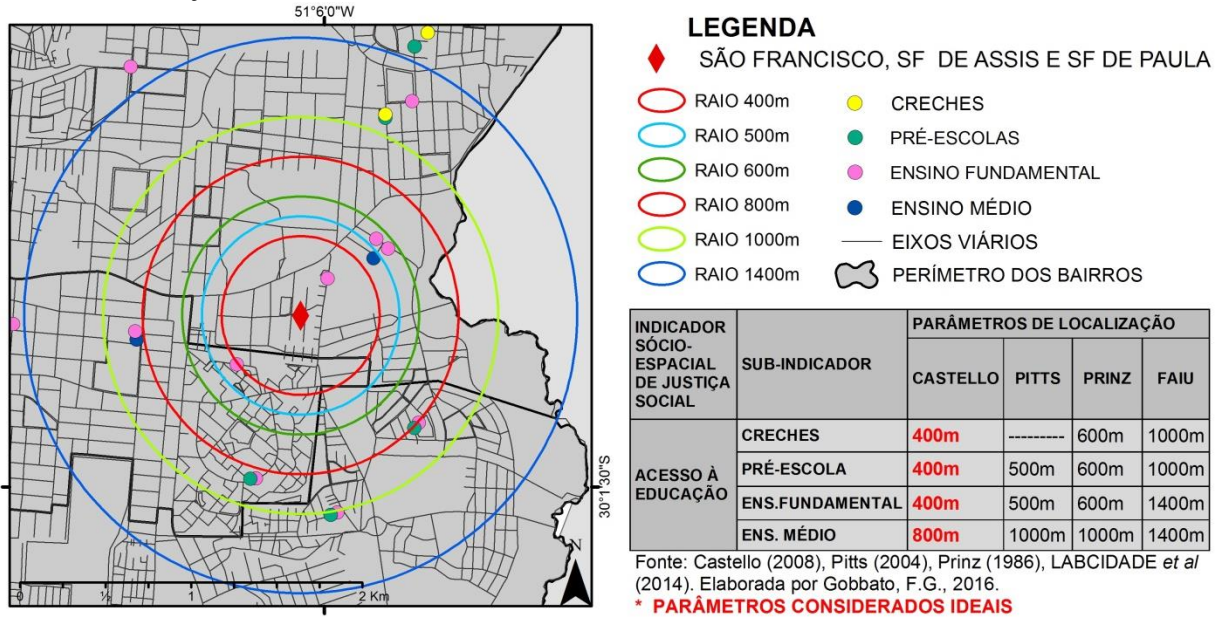 51°6'0"W
30°1'30"S
N
0 ½ 1 2 Km
LEGENDA
SÃO FRANCISCO, SF DE ASSIS E SF DE PAULA
RAIO 400m
CRECHES
RAIO 500m
PRÉ-ESCOLAS
RAIO 600m
ENSINO FUNDAMENTAL
RAIO 800m
ENSINO MÉDIO
RAIO 1000m
EIXOS VIÁRIOS
RAIO 1400m
PERÍMETRO DOS BAIRROS
INDICADOR
SÓCIO-
ESPACIAL
DE JUSTIÇA
SOCIAL
SUB-INDICADOR
PARÂMETROS DE LOCALIZAÇÃO
CASTELLO PITTS PRINZ FAIU
ACESSO À
EDUCAÇÃO
CRECHES 400m --------- 600m 1000m
PRÉ-ESCOLA 400m 500m 600m 1000m
ENS.FUNDAMENTAL 400m 500m 600m 1400m
ENS. MÉDIO 800m 1000m 1000m 1400m
Fonte: Castello (2008), Pitts (2004), Prinz (1986), LABCIDADE et al
(2014). Elaborada por Gobbato, F.G., 2016.
* PARÂMETROS CONSIDERADOS IDEAIS